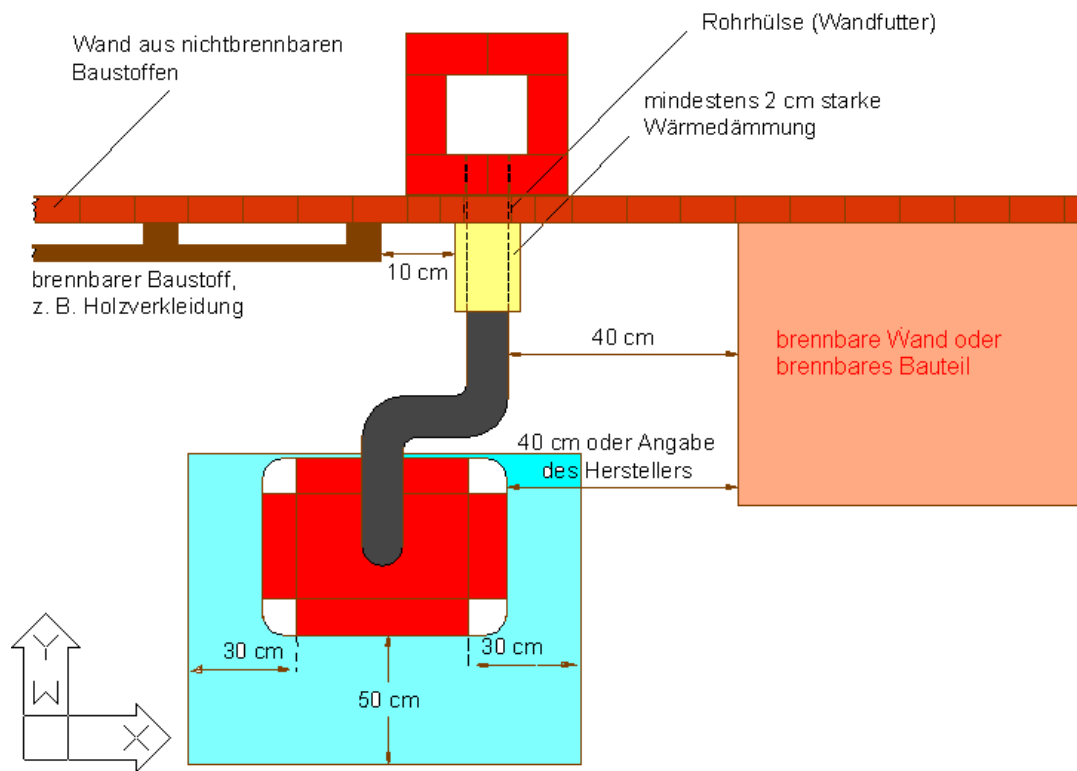 Wand aus nichtbrennbaren
Baustoffen
Rohrhülse (Wandfutter)
mindestens 2 cm starke
Wärmedämmung
10 cm
brennbarer Baustoff,
z. B. Holzverkleidung
40 cm
brennbare Wand oder
brennbares Bauteil
40 cm oder Angabe
des Herstellers
30 cm
30 cm
50 cm
Y
W
X